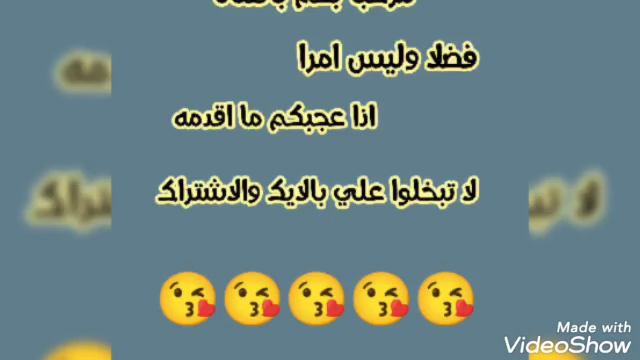 فضلا وليس امرا
اذا عجبكم ما اقدمه
لا تبخلوا علي بالايك والاشتراك
Made with
VideoShow